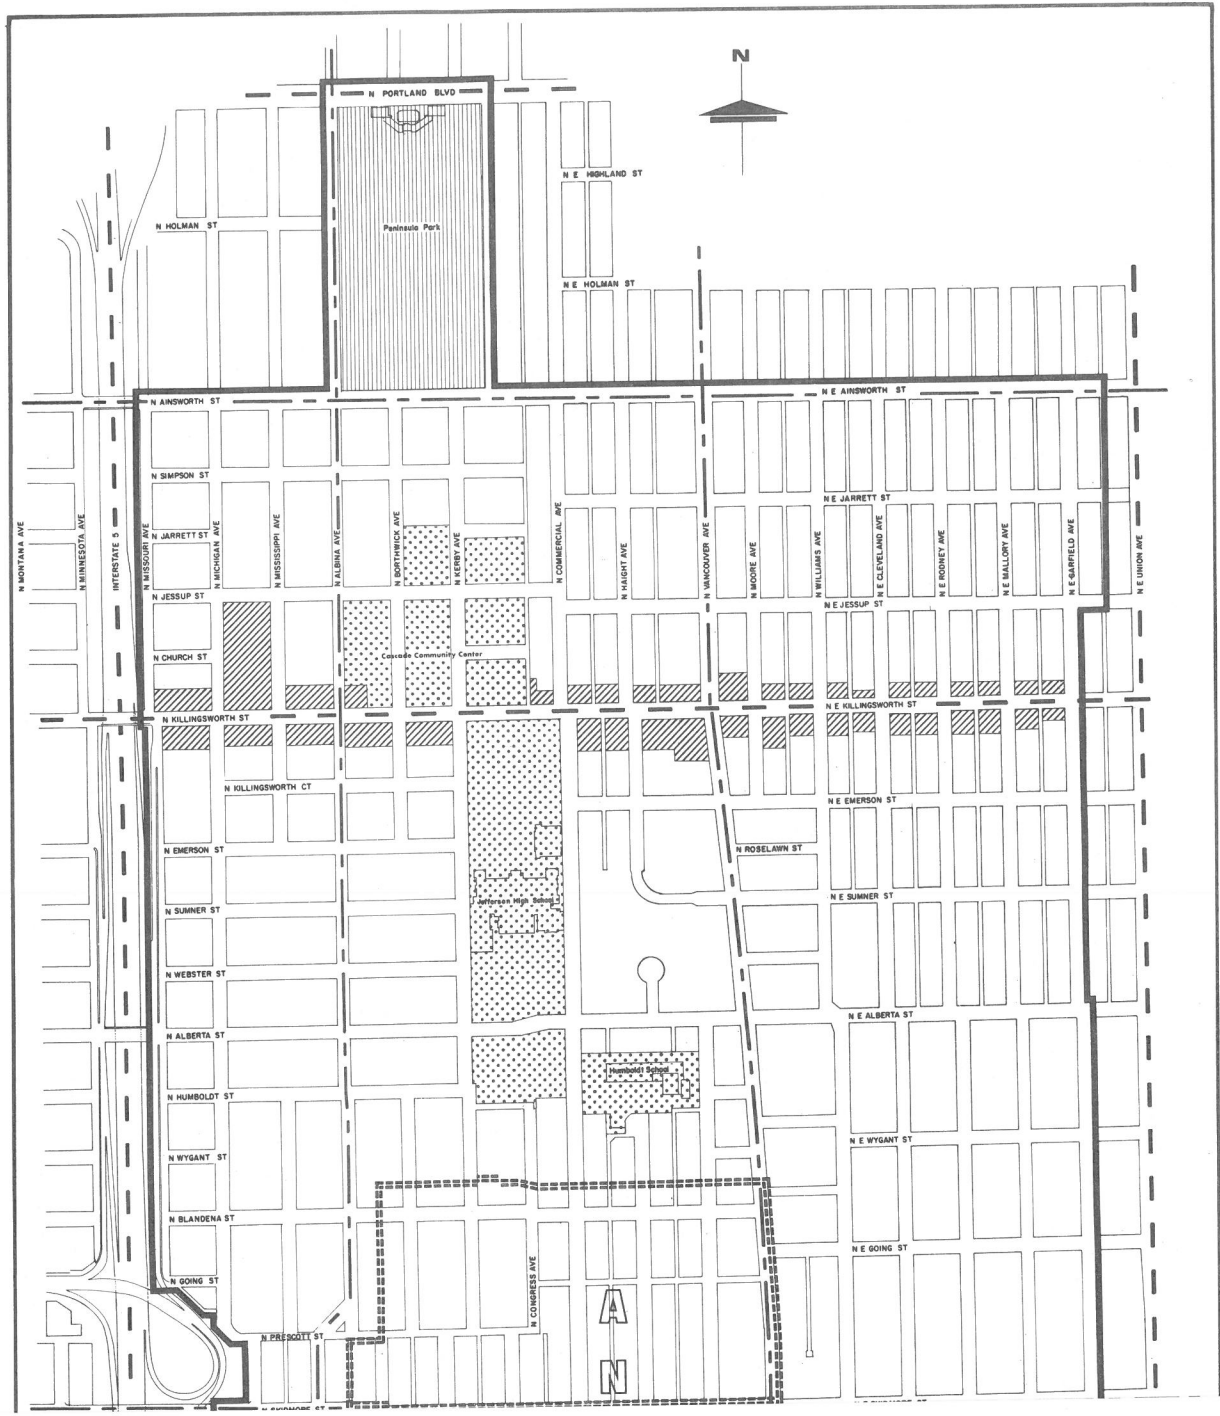 N
N PORTLAND BLVD
N E HIGHLAND ST
Peninsula Park
N HOLMAN ST
N E HOLMAN ST
N AINSWORTH ST
N E AINSWORTH ST
N SIMPSON ST
N E JARRETT ST
N JARRETT ST
N MONTANA AVE
N MINNESOTA AVE
INTERSTATE 5
N MISSOURI AVE
N MICHIGAN AVE
N MISSISSIPPI AVE
N ALBINA AVE
N BORTHWICK AVE
N KERBY AVE
N COMMERCIAL AVE
N HAIGHT AVE
N VANCOUVER AVE
N MOORE AVE
N WILLIAMS AVE
N E CLEVELAND AVE
N E RODNEY AVE
N E MALLORY AVE
N E GARFIELD AVE
N E UNION AVE
N JESSUP ST
N E JESSUP ST
N CHURCH ST
Cascade Community Center
N KILLINGSWORTH ST
N E KILLINGSWORTH ST
N KILLINGSWORTH CT
N E EMERSON ST
N EMERSON ST
N ROSELAWN ST
N SUMNER ST
Jefferson High School
N E SUMNER ST
N WEBSTER ST
N ALBERTA ST
N E ALBERTA ST
Humboldt School
N HUMBOLDT ST
N WYGANT ST
N E WYGANT ST
N BLANDENA ST
N E GOING ST
N GOING ST
N CONGRESS AVE
A
N PRESCOTT ST
N
N SKIDMORE ST